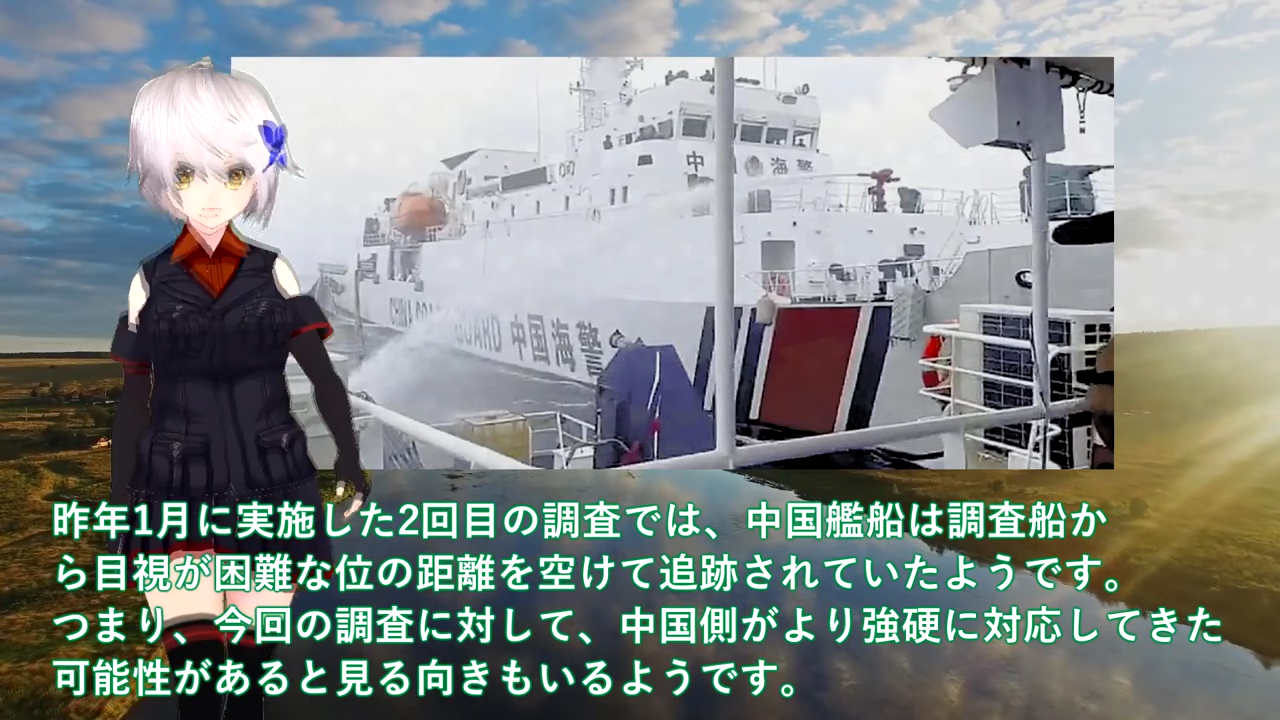 中 海警
CHINA COA GUARD 中国海警
昨年1月に実施した2回目の調査では、中国艦船は調査船か
ら目視が困難な位の距離を空けて追跡されていたようです。
つまり、今回の調査に対して、中国側がより強硬に対応してきた
可能性があると見る向きもいるようです。